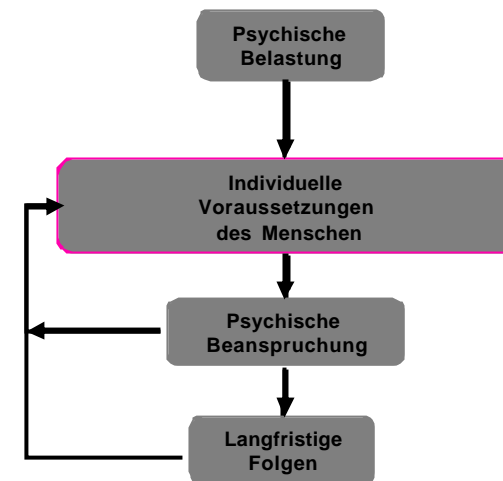 Psychische
Belastung
Individuelle
Voraussetzungen
des Menschen
Psychische
Beanspruchung
Langfristige
Folgen